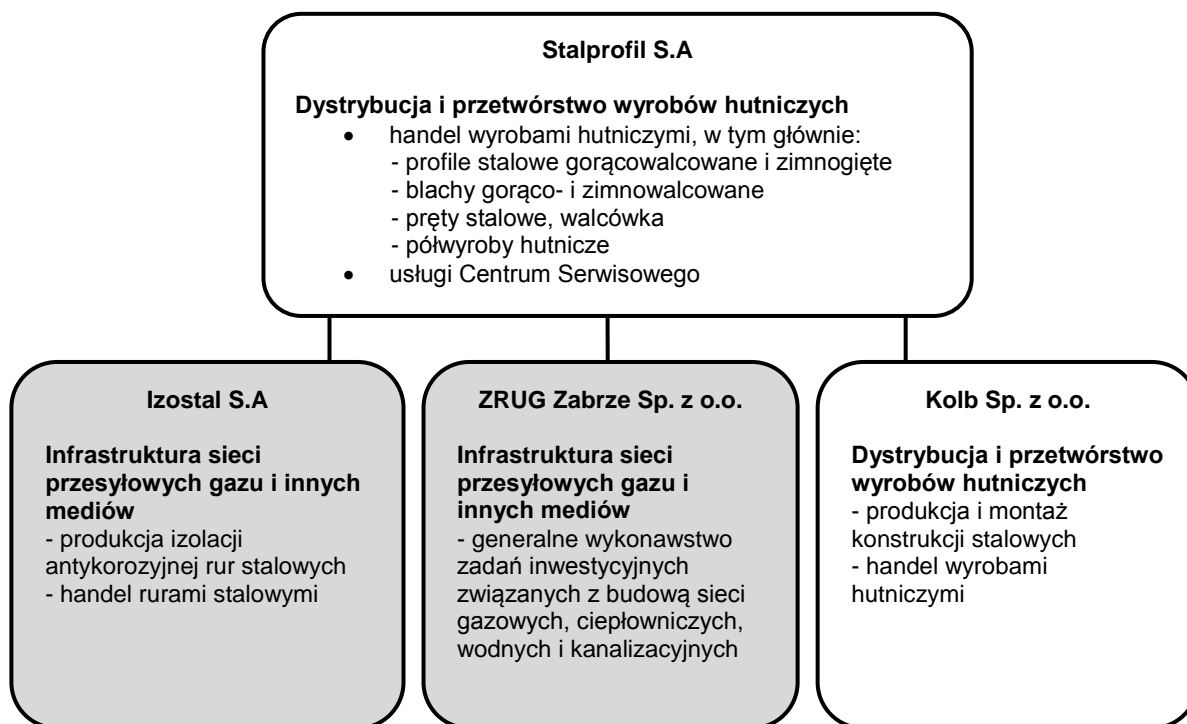 Stalprofil S.A
Dystrybucja i przetwórstwo wyrobów hutniczych
• handel wyrobami hutniczymi, w tym głównie:
- profile stalowe gorącowalcowane i zimnogięte
- blachy gorąco- i zimnowalcowane
- pręty stalowe, walcówka
- półwyroby hutnicze
• usługi Centrum Serwisowego
Izostal S.A
Infrastruktura sieci
przesyłowych gazu i innych
mediów
- produkcja izolacji
antykorozyjnej rur stalowych
- handel rurami stalowymi
ZRUG Zabrze Sp. z o.o.
Infrastruktura sieci
przesyłowych gazu i
innych mediów
- generalne wykonawstwo
zadań inwestycyjnych
związanych z budową sieci
gazowych, ciepłowniczych,
wodnych i kanalizacyjnych
Kolb Sp. z o.o.
Dystrybucja i przetwórstwo
wyrobów hutniczych
- produkcja i montaż
konstrukcji stalowych
- handel wyrobami
hutniczymi